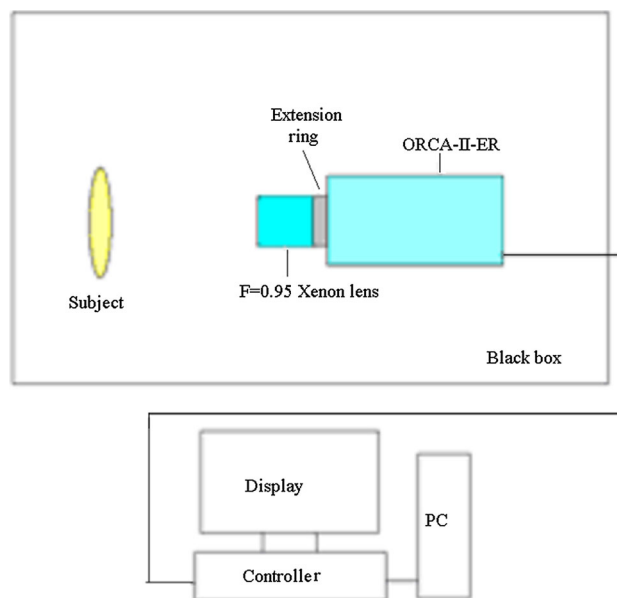 Extension
ring
ORCA-II-ER
Subject
F=0.95 Xenon lens
Black box
Display
PC
Controller